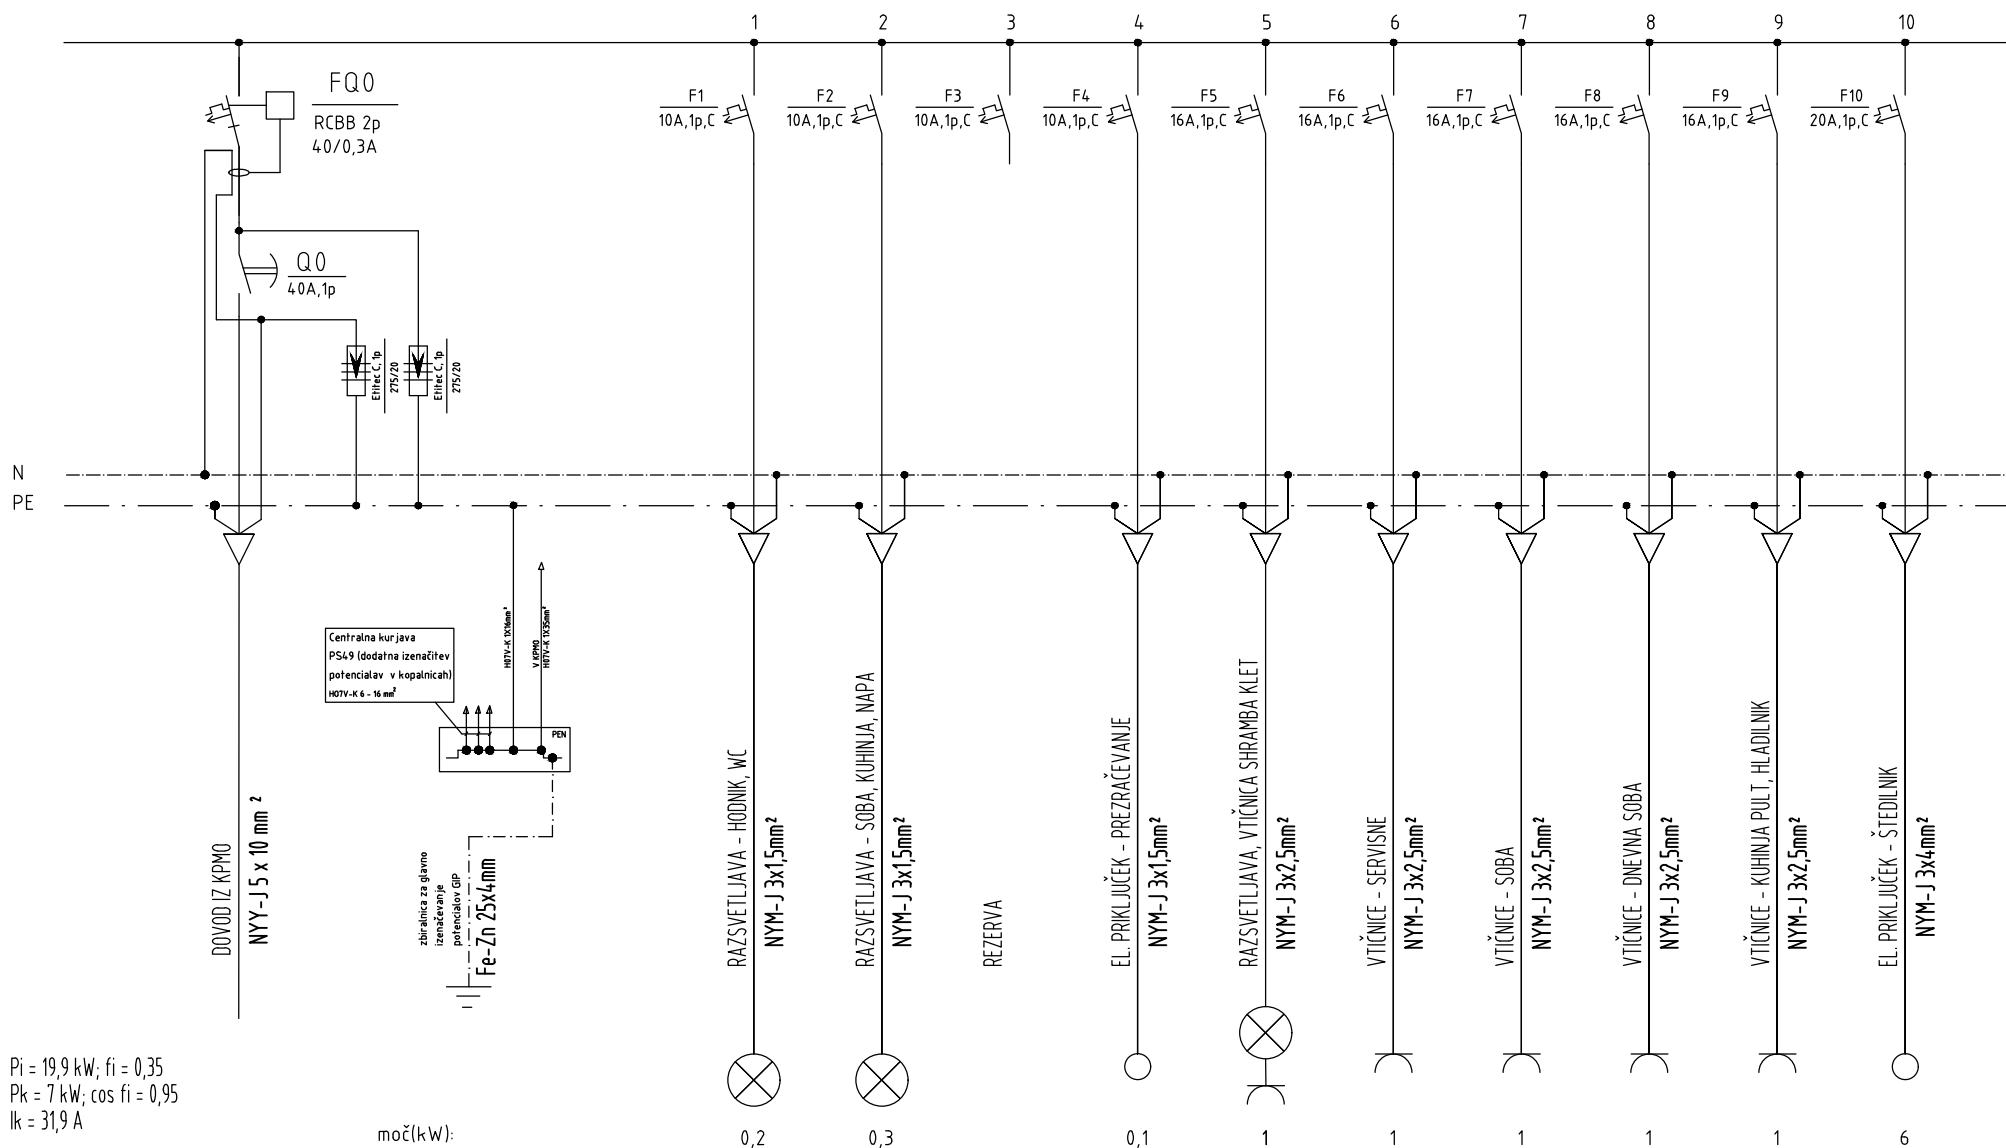 1 2 3 4 5 6 7 8 9 10
FQ0
RCBB 2p
40/0,3A
F1
10A,1p,C
F2
10A,1p,C
F3
10A,1p,C
F4
10A,1p,C
F5
16A,1p,C
F6
16A,1p,C
F7
16A,1p,C
F8
16A,1p,C
F9
16A,1p,C
F10
20A,1p,C
Q0
40A,1p
Etitec C, 1p
275/20
Etitec C, 1p
275/20
N
PE
Centralna kurjava
PS49 (dodatna izenačitev
potencialav v kopalnicah)
H07V-K 6 - 16 mm²
H07V-K 1X16mm²
V KPMO
H07V-K 1X35mm²
PEN
DOVOD IZ KPMO
NYY-J 5 x 10 mm ²
zbiralnica za glavno
izenačevanje
potencialov GIP
Fe-Zn 25x4mm
RAZSVETLJAVA - HODNIK, WC
NYM-J 3x1,5mm²
RAZSVETLJAVA - SOBA, KUHINJA, NAPA
NYM-J 3x1,5mm²
REZERVA
EL. PRIKLJUČEK - PREZRAČEVANJE
NYM-J 3x1,5mm²
RAZSVETLJAVA, VTIČNICA SHRAMBA KLET
NYM-J 3x2,5mm²
VTIČNICE - SERVISNE
NYM-J 3x2,5mm²
VTIČNICE - SOBA
NYM-J 3x2,5mm²
VTIČNICE - DNEVNA SOBA
NYM-J 3x2,5mm²
VTIČNICE - KUHINJA PULT, HLADILNIK
NYM-J 3x2,5mm²
EL. PRIKLJUČEK - ŠTEDILNIK
NYM-J 3x4mm²
Pi = 19,9 kW; fi = 0,35
Pk = 7 kW; cos fi = 0,95
Ik = 31,9 A
moč(kW): 0,2 0,3 0,1 1 1 1 1 1 6